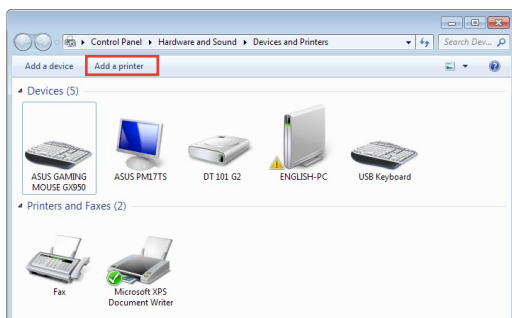 Control Panel ▸ Hardware and Sound ▸ Devices and Printers
Search Dev...
Add a device Add a printer
Devices (5)
ASUS GAMING MOUSE GX950
ASUS PM17TS
DT 101 G2
ENGLISH-PC
USB Keyboard
Printers and Faxes (2)
Fax
Microsoft XPS Document Writer